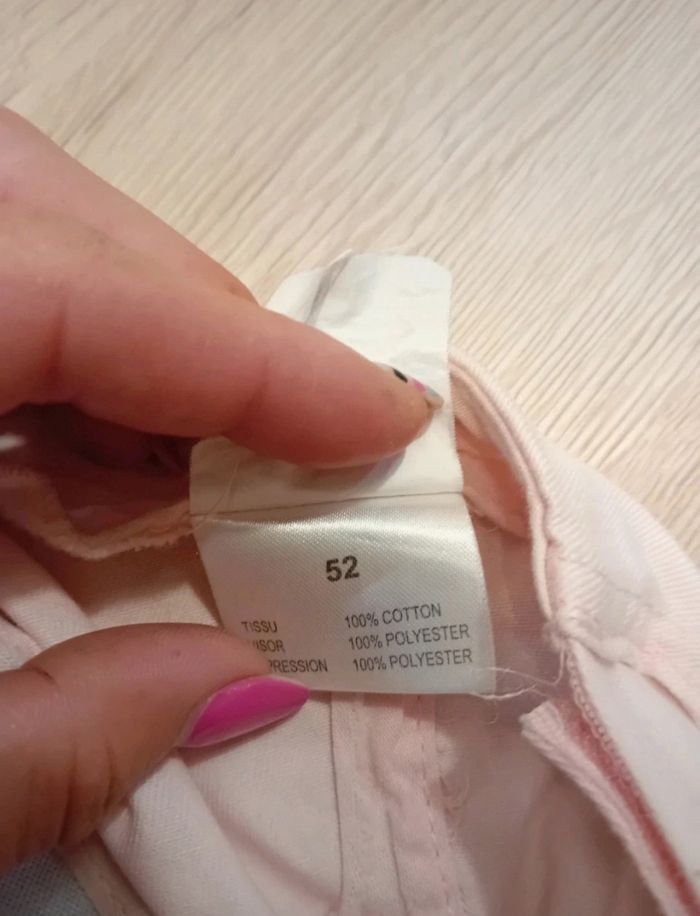 52
TISSU 100% COTTON
ISOR 100% POLYESTER
PRESSION 100% POLYESTER